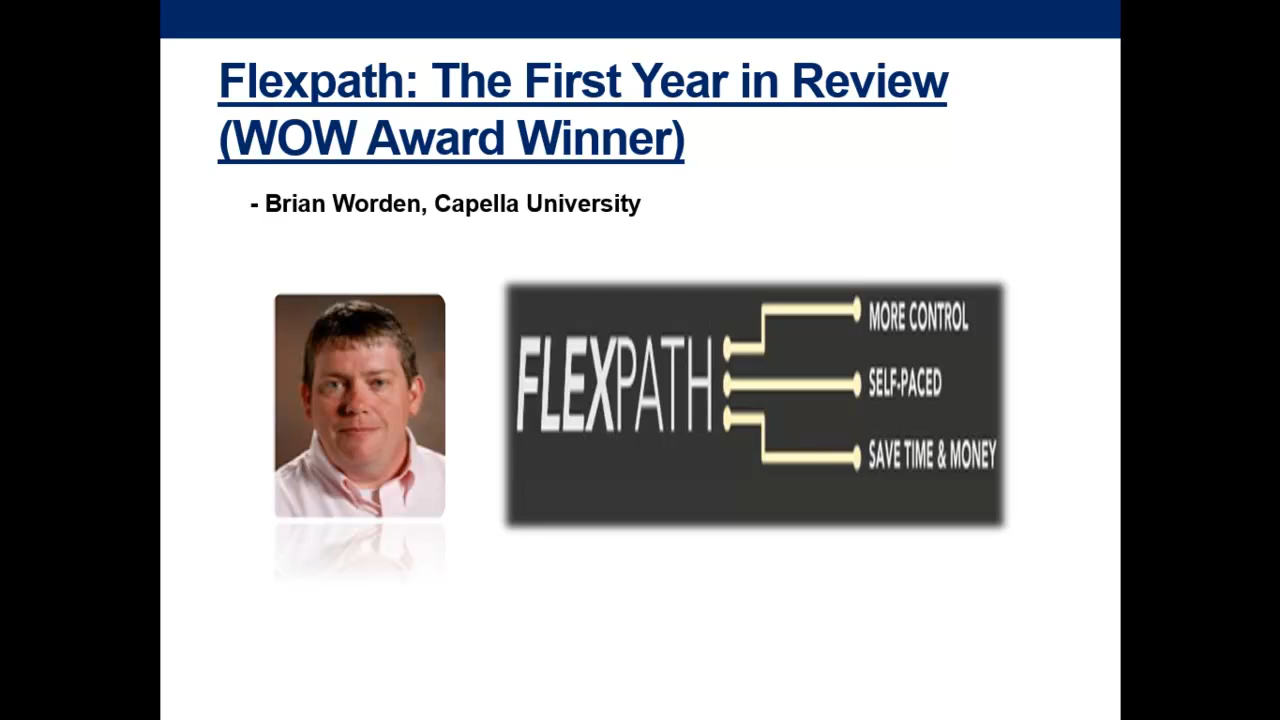 Flexpath: The First Year in Review
(WOW Award Winner)
- Brian Worden, Capella University
FLEXPATH
MORE CONTROL
SELF-PACED
SAVE TIME & MONEY